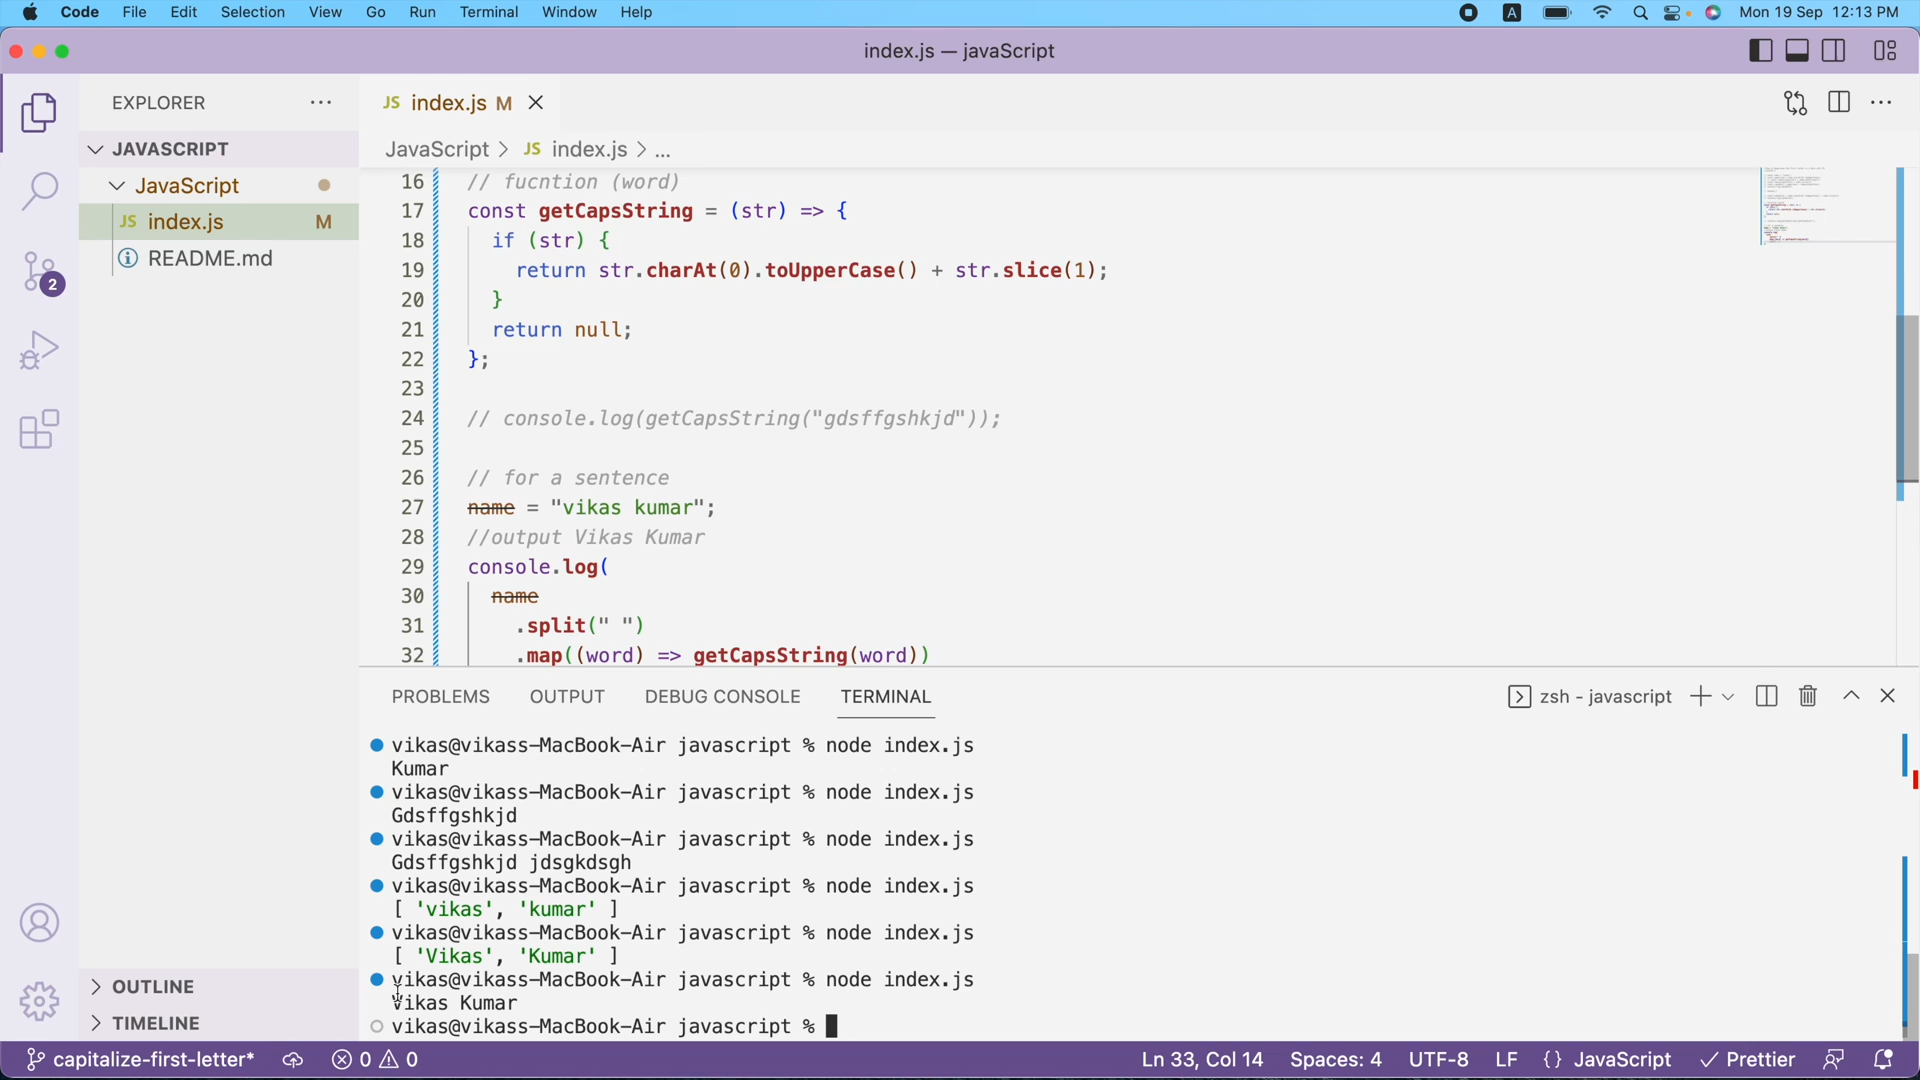 Code File Edit Selection View Go Run Terminal Window Help A Mon 19 Sep 12:13 PM
index.js — javaScript
EXPLORER ···
JS index.js M
JAVASCRIPT
JavaScript
JS index.js M
README.md
JavaScript > JS index.js > ...
16 // fucntion (word)
17 const getCapsString = (str) => {
18 if (str) {
19 return str.charAt(0).toUpperCase() + str.slice(1);
20 }
21 return null;
22 };
23
24 // console.log(getCapsString("gdsffgshkjd"));
25
26 // for a sentence
27 name = "vikas kumar";
28 //output Vikas Kumar
29 console.log(
30 name
31 .split(" ")
32 .map((word) => getCapsString(word))
2
PROBLEMS OUTPUT DEBUG CONSOLE TERMINAL zsh - javascript
vikas@vikass-MacBook-Air javascript % node index.js
Kumar
vikas@vikass-MacBook-Air javascript % node index.js
Gdsffgshkjd
vikas@vikass-MacBook-Air javascript % node index.js
Gdsffgshkjd jdsgkdsgh
vikas@vikass-MacBook-Air javascript % node index.js
[ 'vikas', 'kumar' ]
vikas@vikass-MacBook-Air javascript % node index.js
[ 'Vikas', 'Kumar' ]
vikas@vikass-MacBook-Air javascript % node index.js
Vikas Kumar
vikas@vikass-MacBook-Air javascript %
OUTLINE
TIMELINE
capitalize-first-letter* 0 0 Ln 33, Col 14 Spaces: 4 UTF-8 LF {} JavaScript Prettier